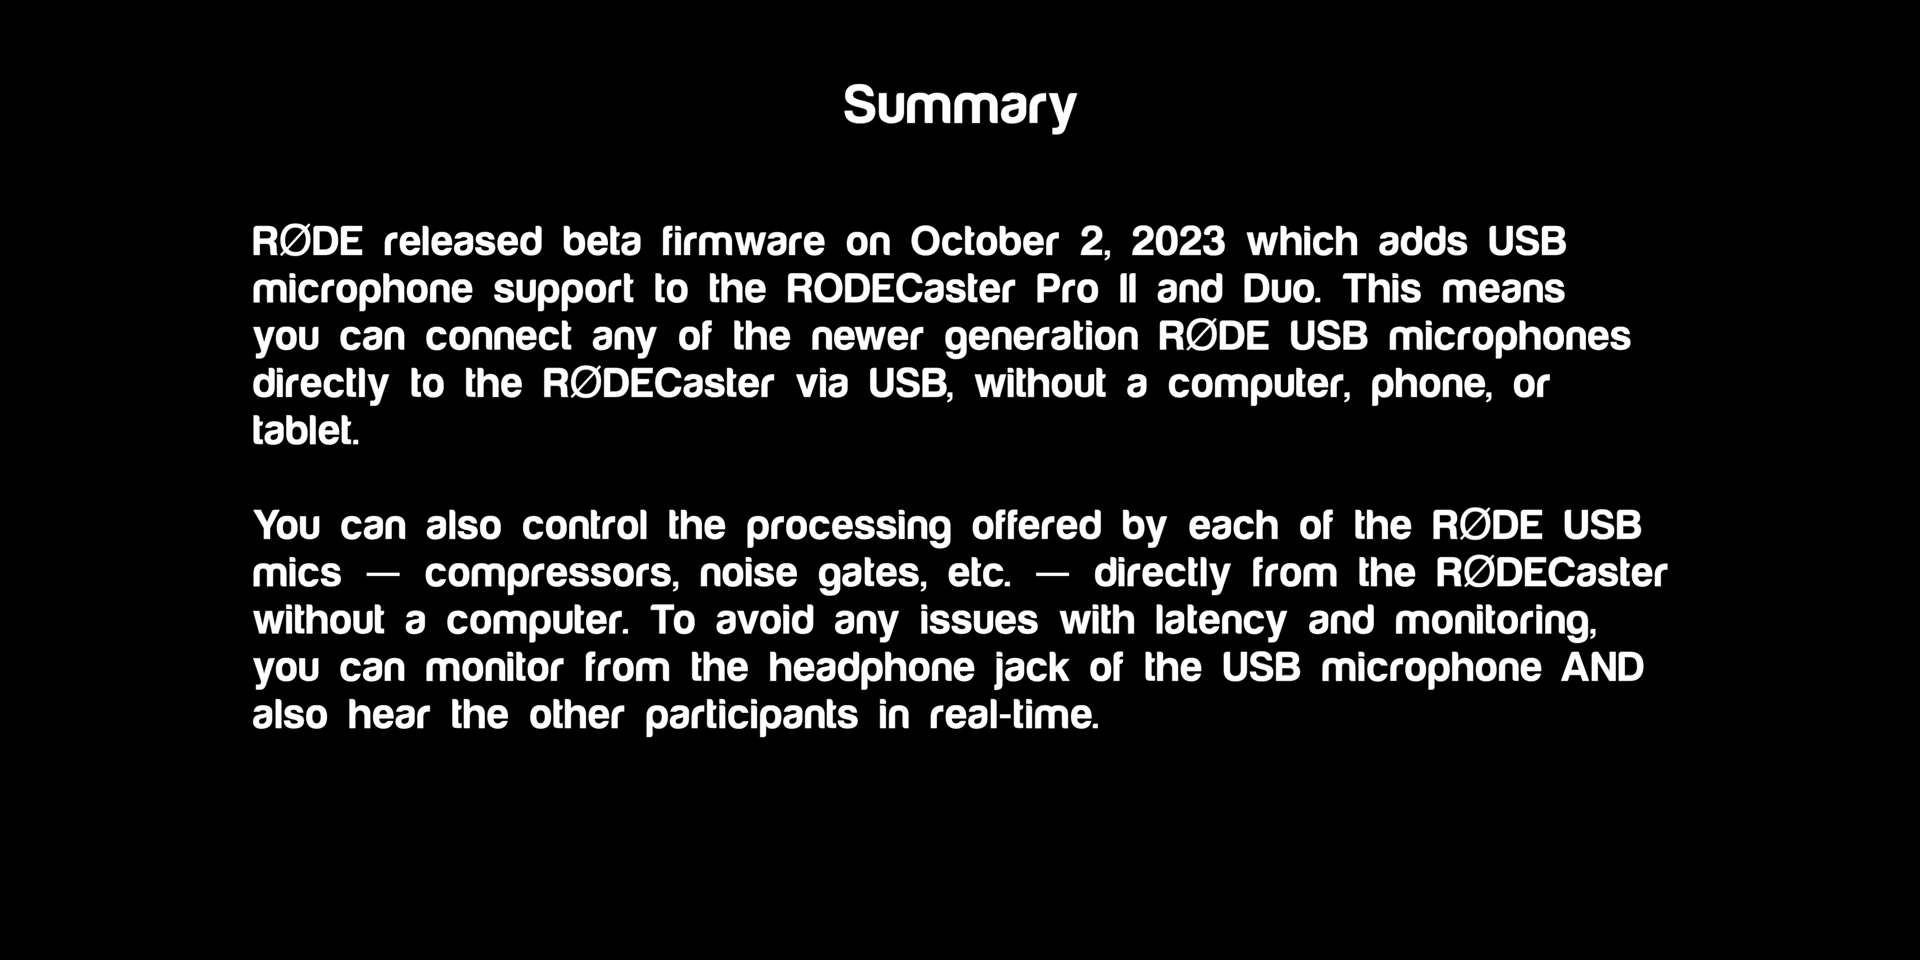 Summary
RØDE released beta firmware on October 2, 2023 which adds USB
microphone support to the RODECaster Pro II and Duo. This means
you can connect any of the newer generation RØDE USB microphones
directly to the RØDECaster via USB, without a computer, phone, or
tablet.
You can also control the processing offered by each of the RØDE USB
mics — compressors, noise gates, etc. — directly from the RØDECaster
without a computer. To avoid any issues with latency and monitoring,
you can monitor from the headphone jack of the USB microphone AND
also hear the other participants in real-time.